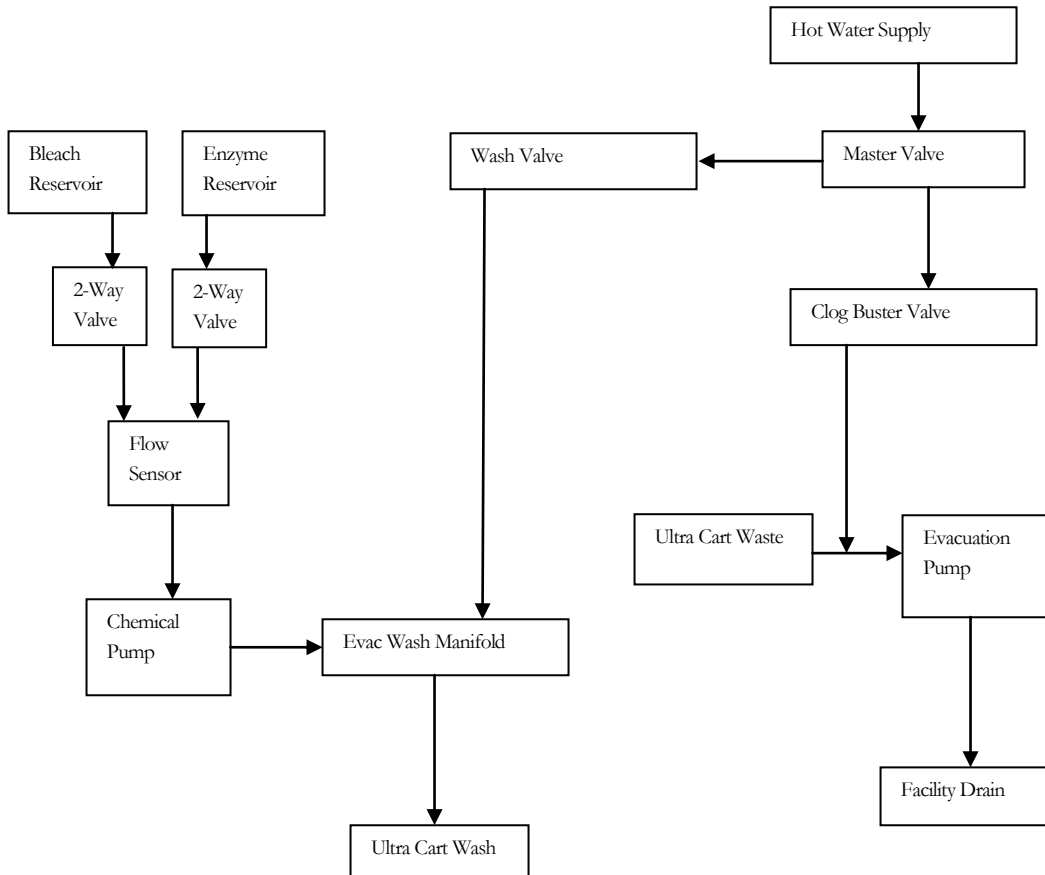 Hot Water Supply
Bleach
Reservoir
Enzyme
Reservoir
Wash Valve
Master Valve
2-Way
Valve
2-Way
Valve
Clog Buster Valve
Flow
Sensor
Ultra Cart Waste
Evacuation
Pump
Chemical
Pump
Evac Wash Manifold
Facility Drain
Ultra Cart Wash